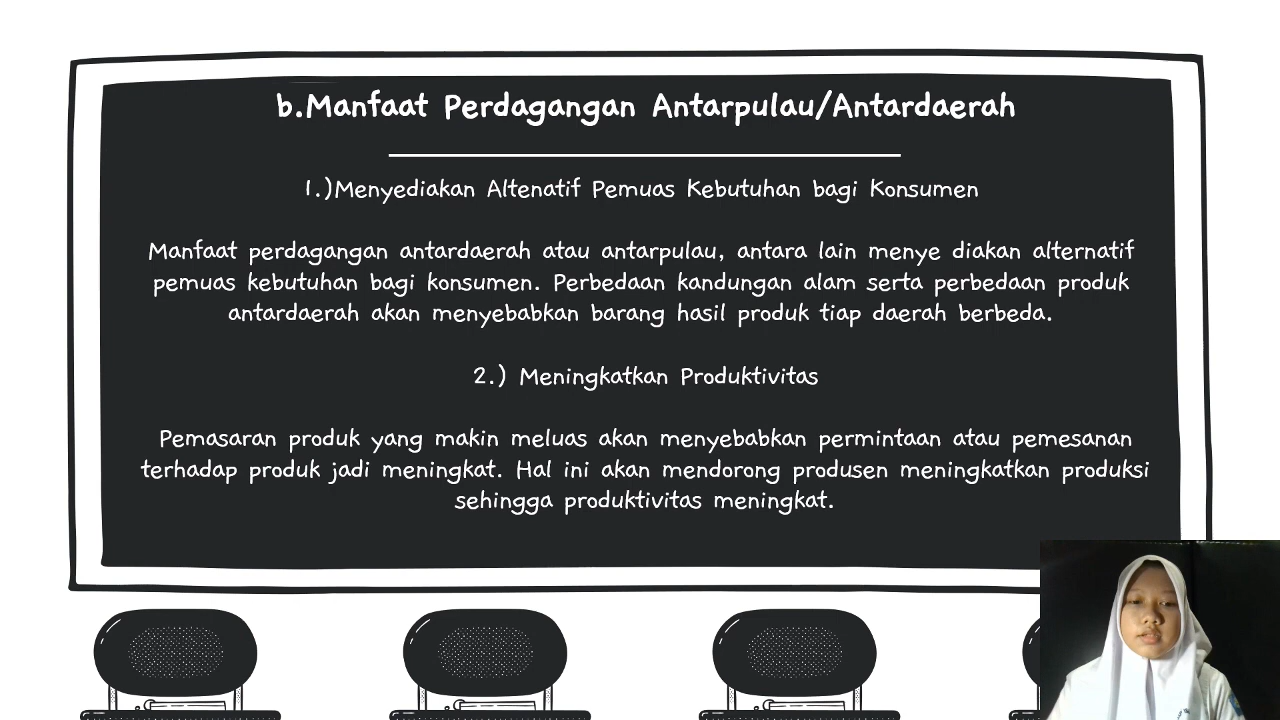 b.Manfaat Perdagangan Antarpulau/Antardaerah
1.)Menyediakan Altenatif Pemuas Kebutuhan bagi Konsumen
Manfaat perdagangan antardaerah atau antarpulau, antara lain menye diakan alternatif
pemuas kebutuhan bagi konsumen. Perbedaan kandungan alam serta perbedaan produk
antardaerah akan menyebabkan barang hasil produk tiap daerah berbeda.
2.) Meningkatkan Produktivitas
Pemasaran produk yang makin meluas akan menyebabkan permintaan atau pemesanan
terhadap produk jadi meningkat. Hal ini akan mendorong produsen meningkatkan produksi
sehingga produktivitas meningkat.